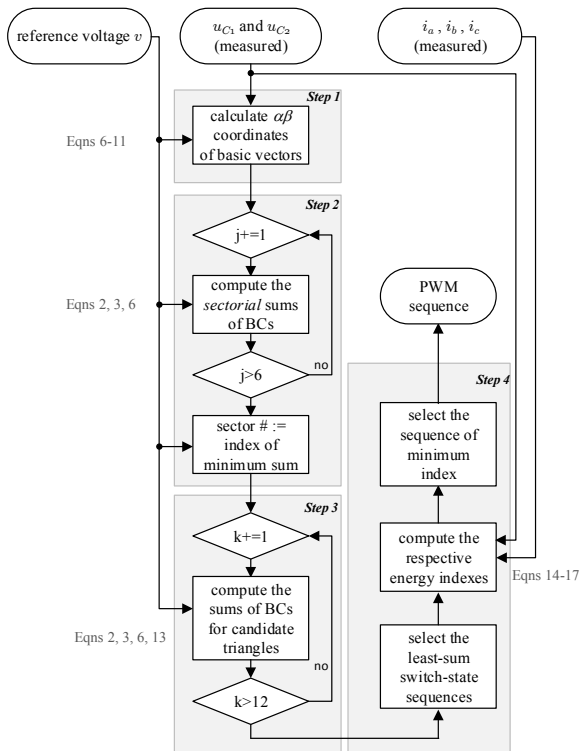 reference voltage v
u_{C_1} and u_{C_2}
(measured)
i_a , i_b , i_c
(measured)
Step 1
calculate αβ
coordinates
of basic vectors
Eqns 6-11
Step 2
j+=1
compute the
sectorial sums
of BCs
Eqns 2, 3, 6
no
j>6
sector # :=
index of
minimum sum
Step 3
k+=1
compute the
sums of BCs
for candidate
triangles
Eqns 2, 3, 6, 13
no
k>12
PWM
sequence
Step 4
select the
sequence of
minimum
index
compute the
respective
energy indexes
Eqns 14-17
select the
least-sum
switch-state
sequences